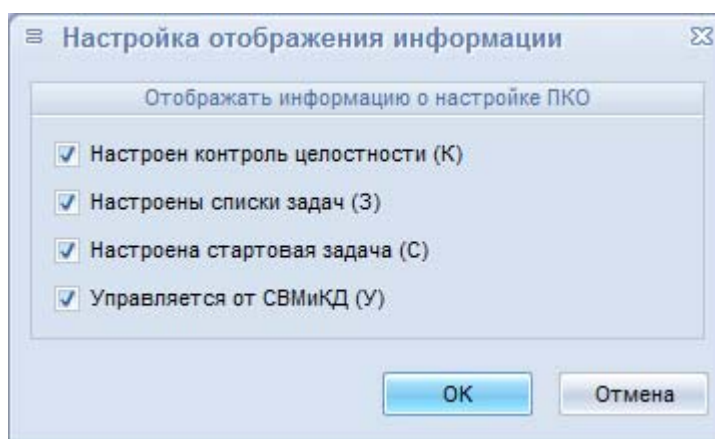 Настройка отображения информации
Отображать информацию о настройке ПКО
Настроен контроль целостности (К)
Настроены списки задач (З)
Настроена стартовая задача (С)
Управляется от СВМиКД (У)
ОК
Отмена